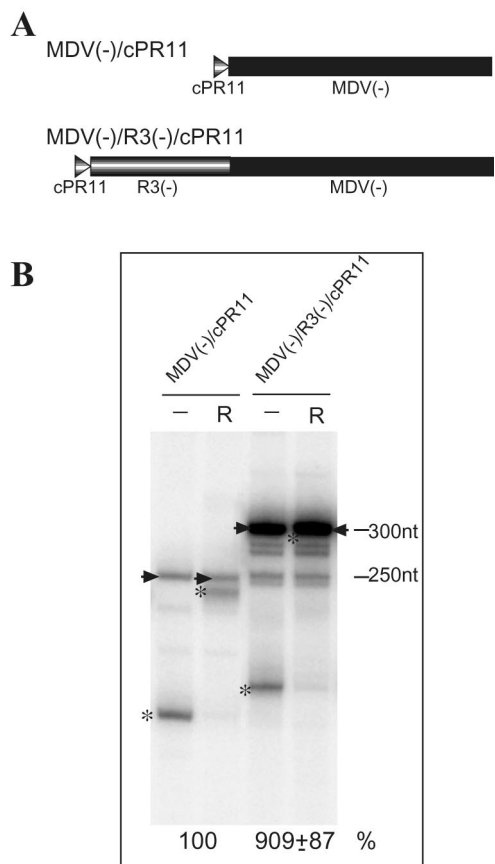 A
MDV(-)/cPR11
cPR11 MDV(-)
MDV(-)/R3(-)/cPR11
cPR11 R3(-) MDV(-)
B
MDV(-)/cPR11 MDV(-)/R3(-)/cPR11
– R – R
* 300nt
250nt
*
*
*
100 909±87 %